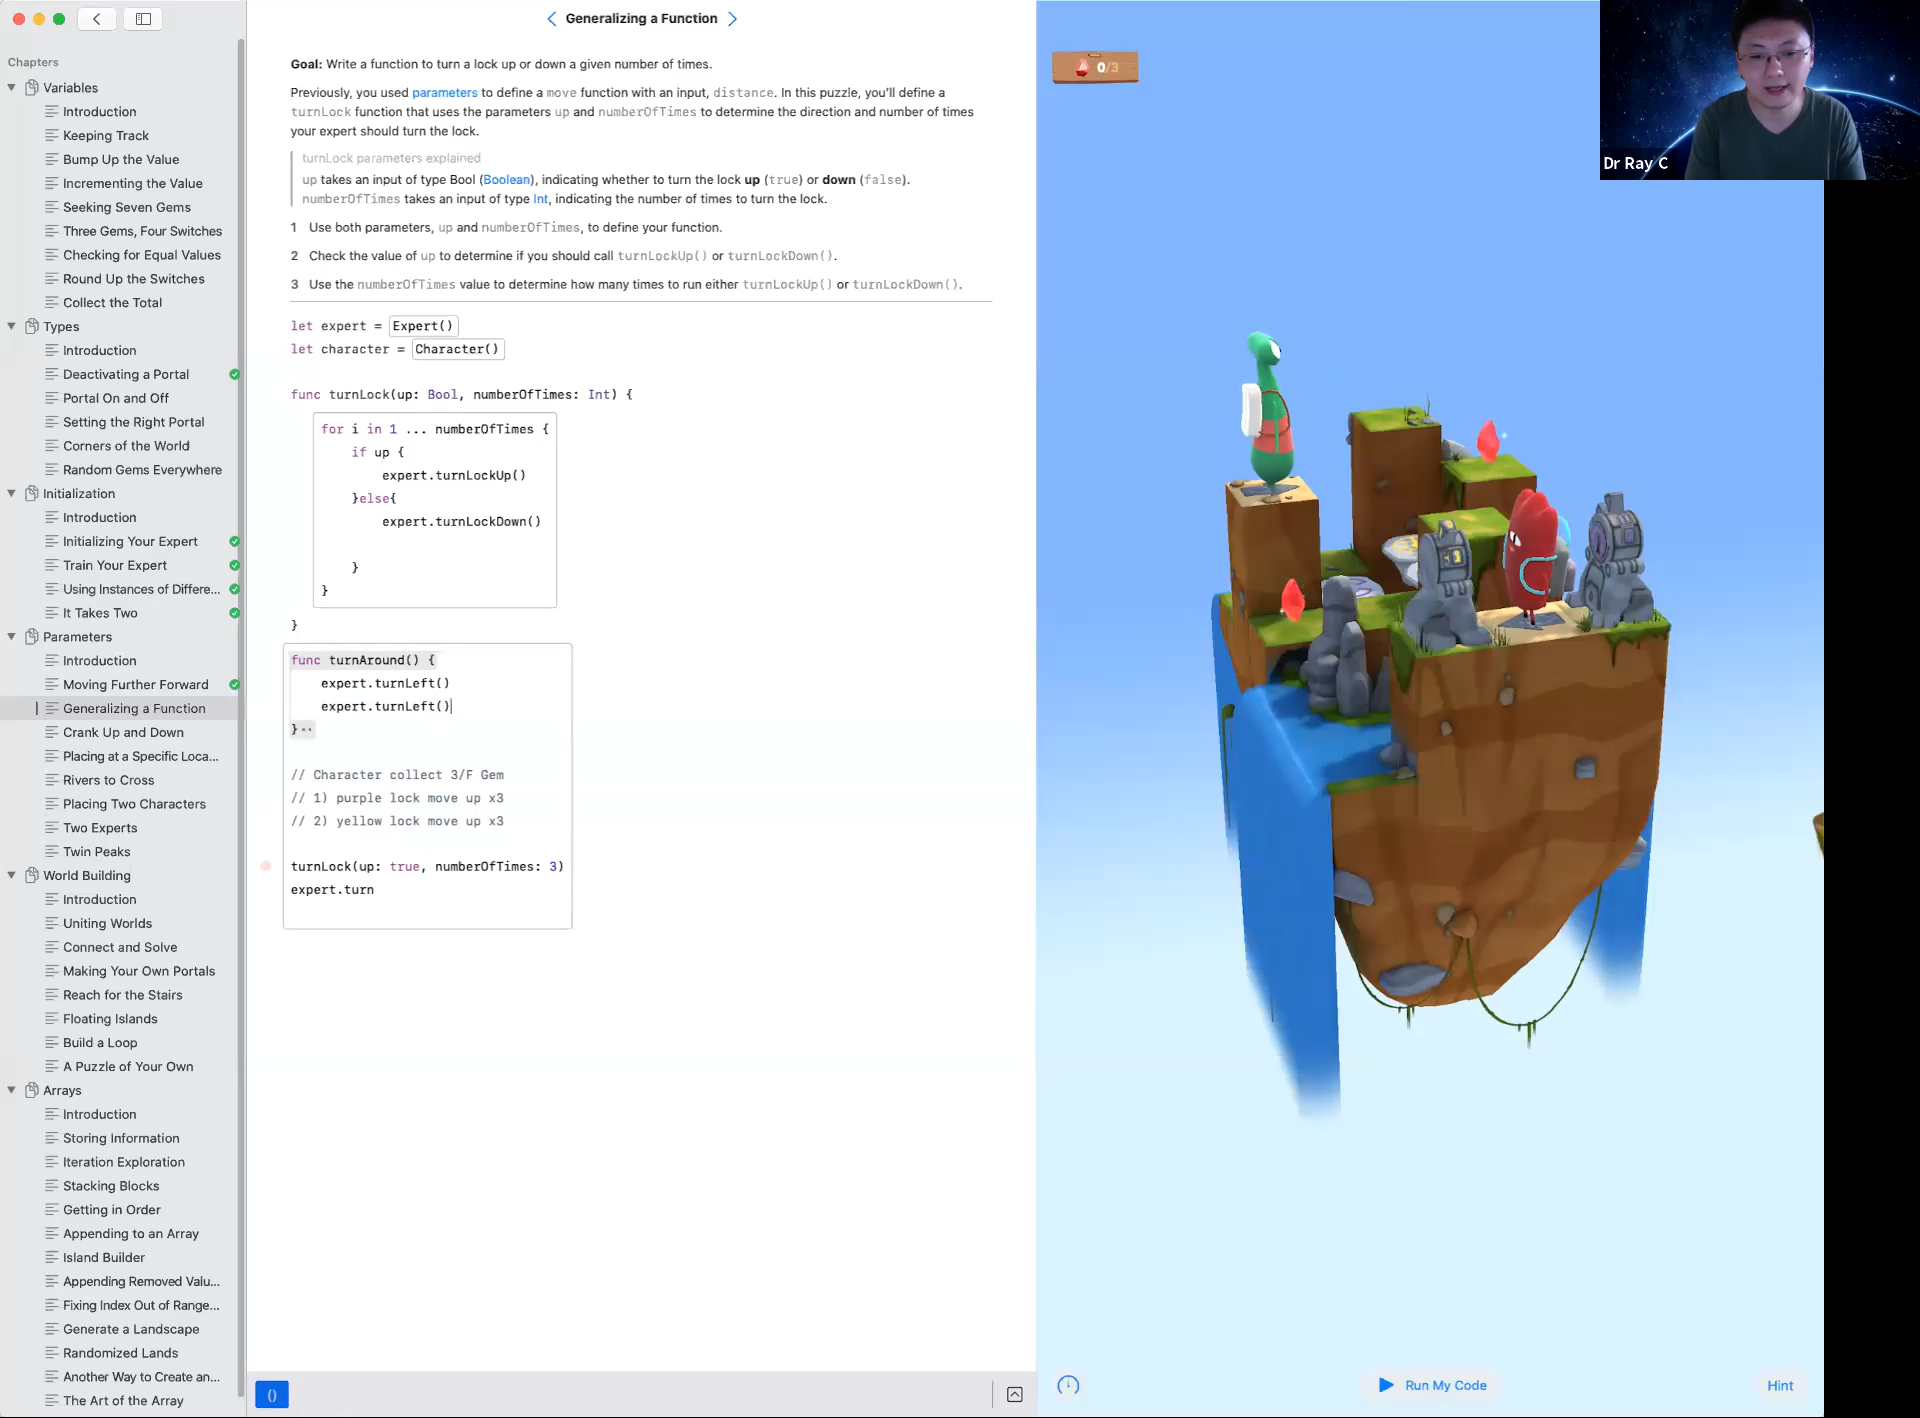 Chapters
Variables
Introduction
Keeping Track
Bump Up the Value
Incrementing the Value
Seeking Seven Gems
Three Gems, Four Switches
Checking for Equal Values
Round Up the Switches
Collect the Total
Types
Introduction
Deactivating a Portal
Portal On and Off
Setting the Right Portal
Corners of the World
Random Gems Everywhere
Initialization
Introduction
Initializing Your Expert
Train Your Expert
Using Instances of Differe...
It Takes Two
Parameters
Introduction
Moving Further Forward
Generalizing a Function
Crank Up and Down
Placing at a Specific Loca...
Rivers to Cross
Placing Two Characters
Two Experts
Twin Peaks
World Building
Introduction
Uniting Worlds
Connect and Solve
Making Your Own Portals
Reach for the Stairs
Floating Islands
Build a Loop
A Puzzle of Your Own
Arrays
Introduction
Storing Information
Iteration Exploration
Stacking Blocks
Getting in Order
Appending to an Array
Island Builder
Appending Removed Valu...
Fixing Index Out of Range...
Generate a Landscape
Randomized Lands
Another Way to Create an...
The Art of the Array
Generalizing a Function
Goal: Write a function to turn a lock up or down a given number of times.
Previously, you used parameters to define a move function with an input, distance. In this puzzle, you'll define a
turnLock function that uses the parameters up and numberOfTimes to determine the direction and number of times
your expert should turn the lock.
turnLock parameters explained
up takes an input of type Bool (Boolean), indicating whether to turn the lock up (true) or down (false).
numberOfTimes takes an input of type Int, indicating the number of times to turn the lock.
1 Use both parameters, up and numberOfTimes, to define your function.
2 Check the value of up to determine if you should call turnLockUp() or turnLockDown().
3 Use the numberOfTimes value to determine how many times to run either turnLockUp() or turnLockDown().
let expert = Expert()
let character = Character()
func turnLock(up: Bool, numberOfTimes: Int) {
for i in 1 ... numberOfTimes {
if up {
expert.turnLockUp()
}else{
expert.turnLockDown()
}
}
}
func turnAround() {
expert.turnLeft()
expert.turnLeft()
}
// Character collect 3/F Gem
// 1) purple lock move up x3
// 2) yellow lock move up x3
turnLock(up: true, numberOfTimes: 3)
expert.turn
()
0/3
Dr Ray C
Run My Code
Hint